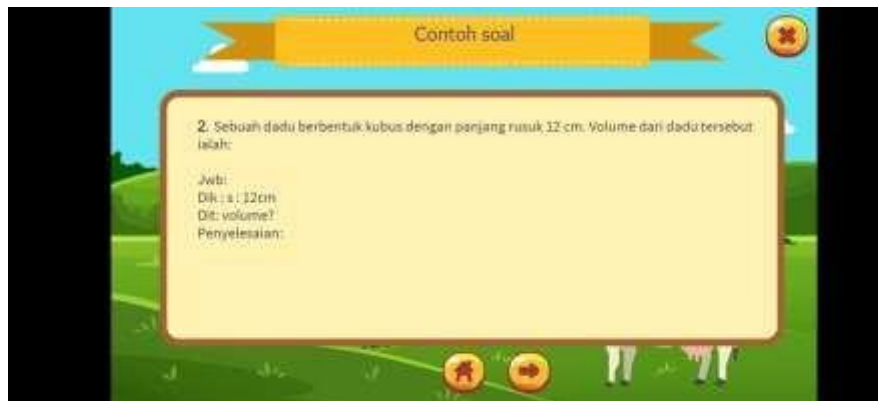 Contoh soal
2. Sebuah dadu berbentuk kubus dengan panjang rusuk 12 cm. Volume dari dadu tersebut
ialah:
Jwb:
Dik : s : 12cm
Dit: volume?
Penyelesaian: